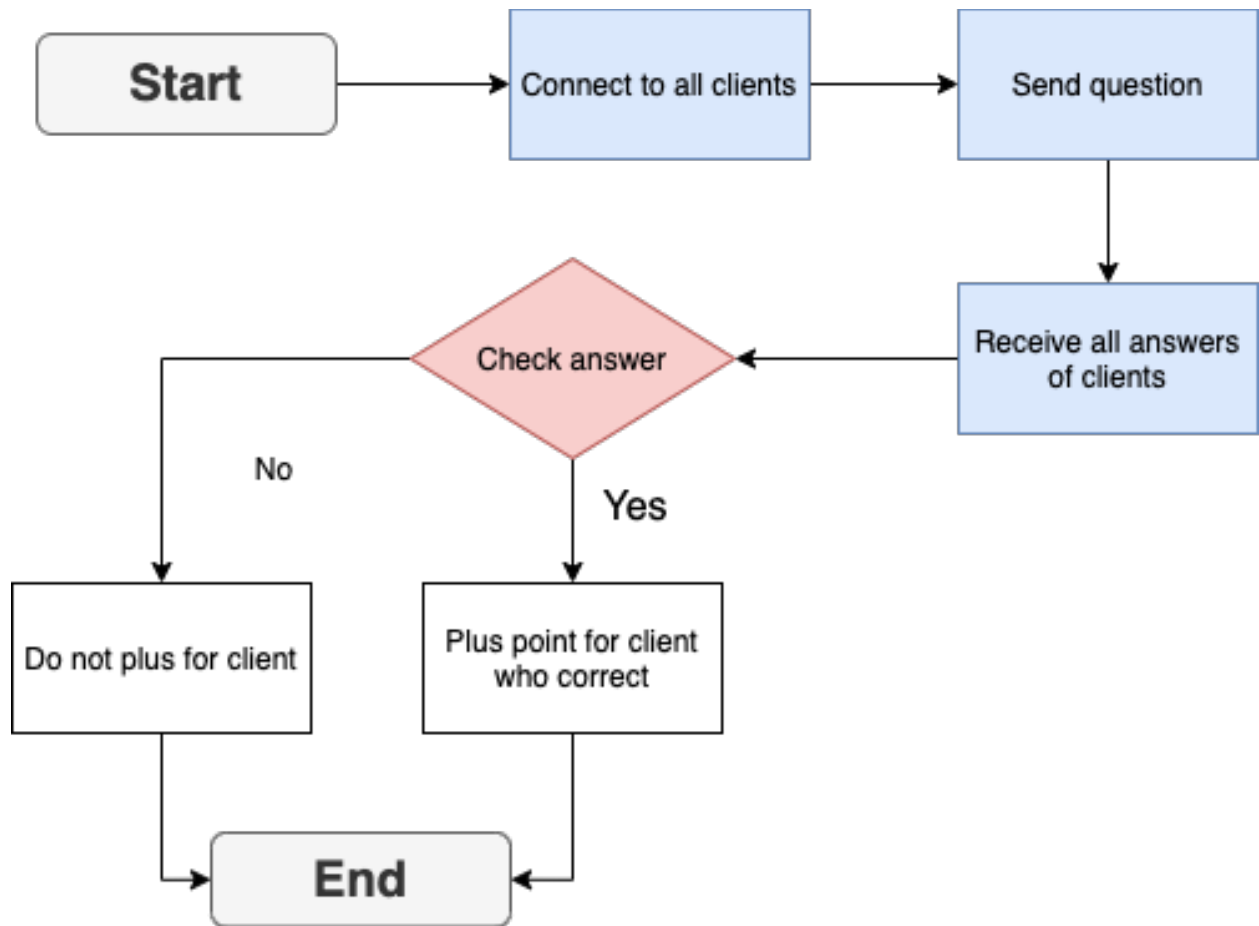 Start
Connect to all clients
Send question
Receive all answers
of clients
Check answer
No
Yes
Do not plus for client
Plus point for client
who correct
End